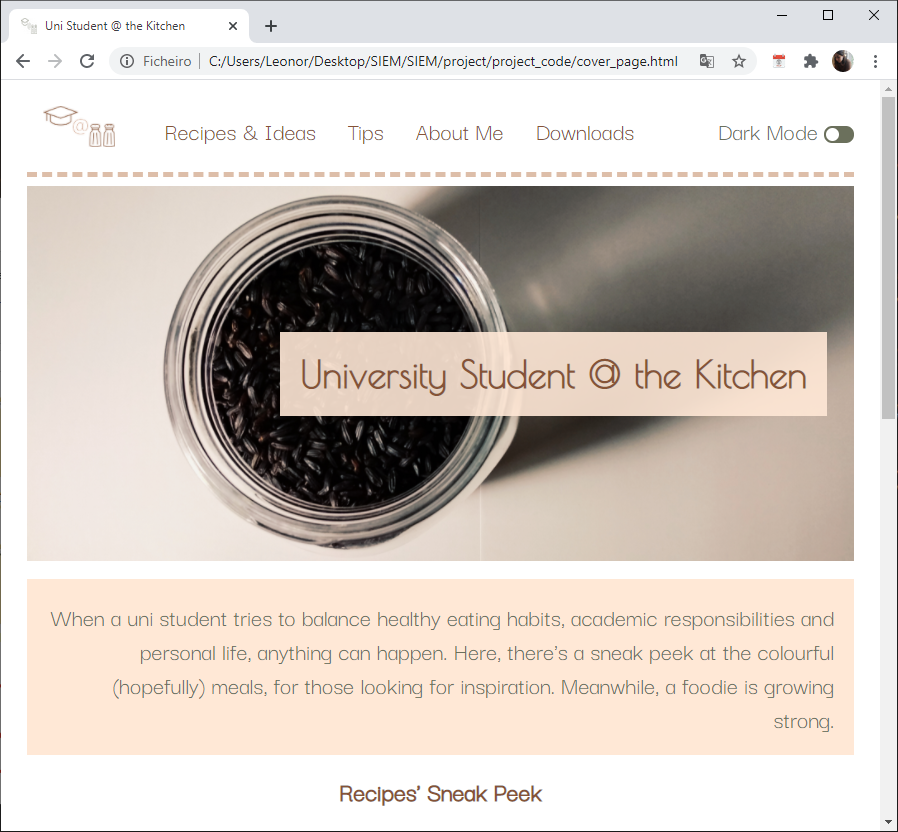 Uni Student @ the Kitchen
Ficheiro | C:/Users/Leonor/Desktop/SIEM/SIEM/project/project_code/cover_page.html
@
Recipes & Ideas Tips About Me Downloads Dark Mode
University Student @ the Kitchen
When a uni student tries to balance healthy eating habits, academic responsibilities and
personal life, anything can happen. Here, there's a sneak peek at the colourful
(hopefully) meals, for those looking for inspiration. Meanwhile, a foodie is growing
strong.
Recipes' Sneak Peek